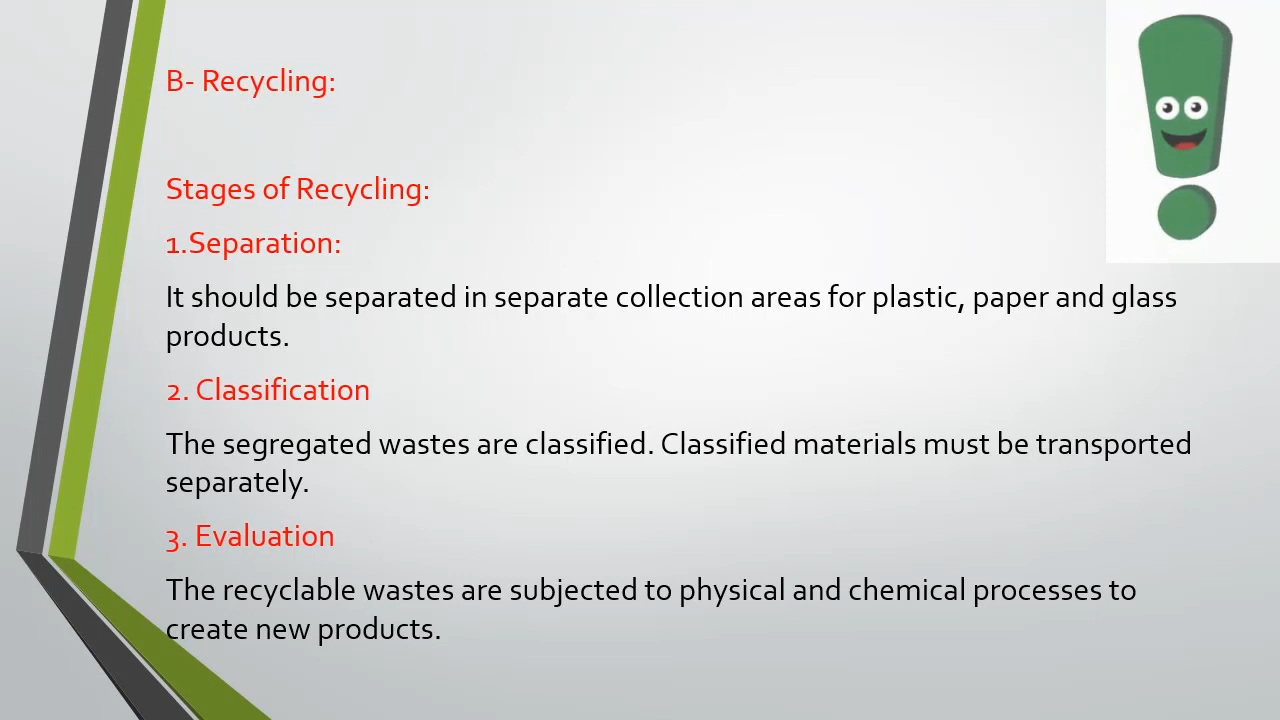 B- Recycling:
Stages of Recycling:
1.Separation:
It should be separated in separate collection areas for plastic, paper and glass
products.
2. Classification
The segregated wastes are classified. Classified materials must be transported
separately.
3. Evaluation
The recyclable wastes are subjected to physical and chemical processes to
create new products.